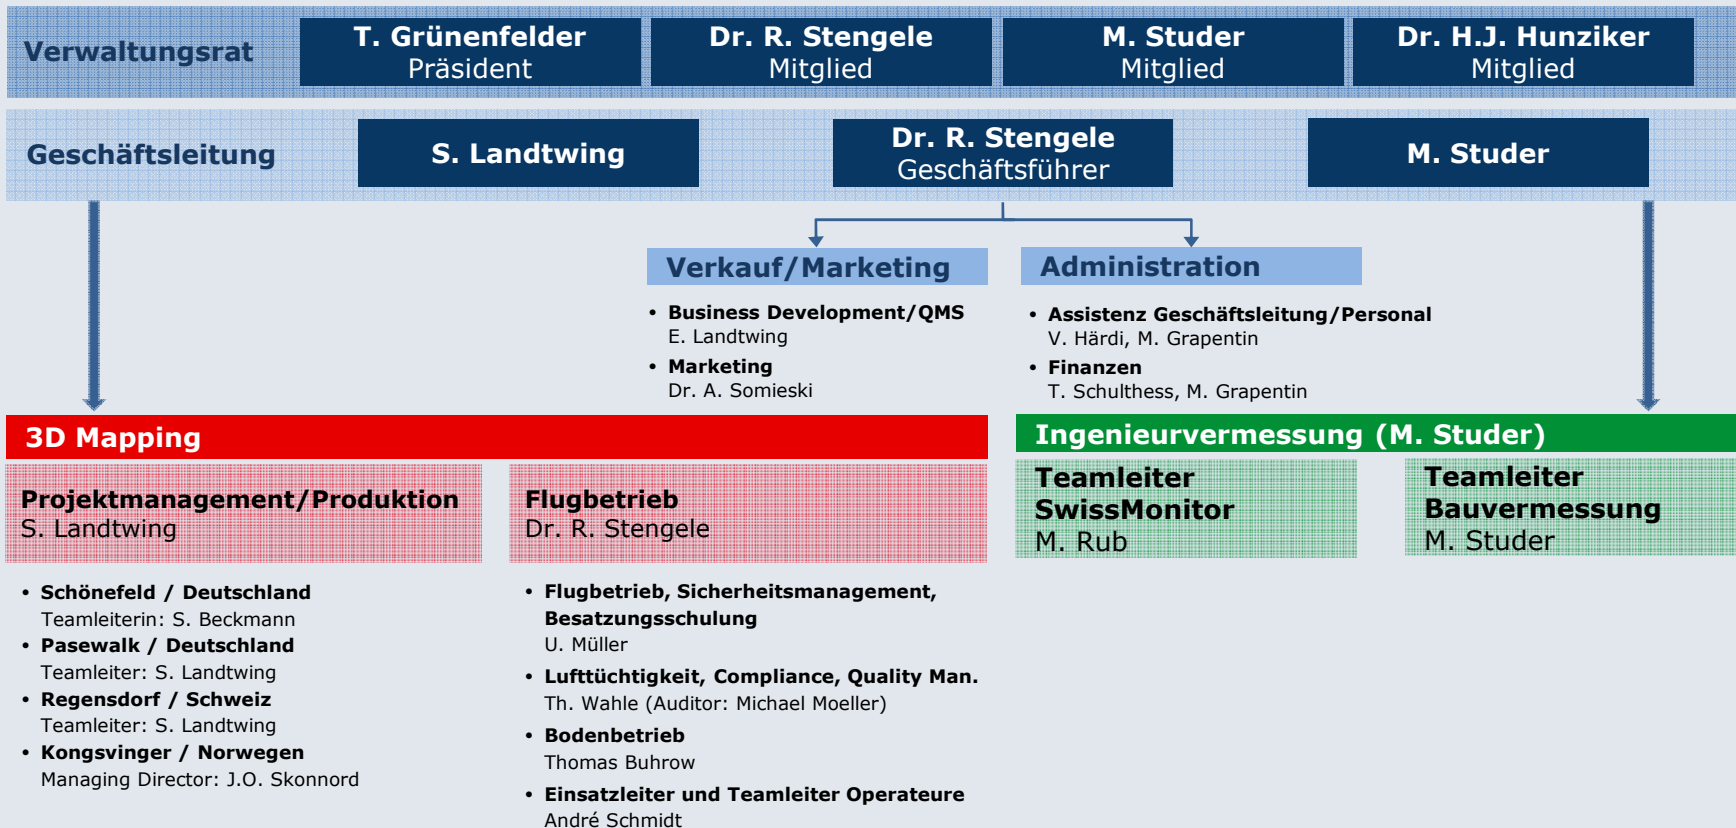 Verwaltungsrat
T. Grünenfelder
Präsident
Dr. R. Stengele
Mitglied
M. Studer
Mitglied
Dr. H.J. Hunziker
Mitglied
Geschäftsleitung
S. Landtwing
Dr. R. Stengele
Geschäftsführer
M. Studer
Verkauf/Marketing
• Business Development/QMS
E. Landtwing
• Marketing
Dr. A. Somieski
Administration
• Assistenz Geschäftsleitung/Personal
V. Härdi, M. Grapentin
• Finanzen
T. Schulthess, M. Grapentin
3D Mapping
Projektmanagement/Produktion
S. Landtwing
• Schönefeld / Deutschland
Teamleiterin: S. Beckmann
• Pasewalk / Deutschland
Teamleiter: S. Landtwing
• Regensdorf / Schweiz
Teamleiter: S. Landtwing
• Kongsvinger / Norwegen
Managing Director: J.O. Skonnord
Flugbetrieb
Dr. R. Stengele
• Flugbetrieb, Sicherheitsmanagement,
Besatzungsschulung
U. Müller
• Lufttüchtigkeit, Compliance, Quality Man.
Th. Wahle (Auditor: Michael Moeller)
• Bodenbetrieb
Thomas Buhrow
• Einsatzleiter und Teamleiter Operateure
André Schmidt
Ingenieurvermessung (M. Studer)
Teamleiter
SwissMonitor
M. Rub
Teamleiter
Bauvermessung
M. Studer